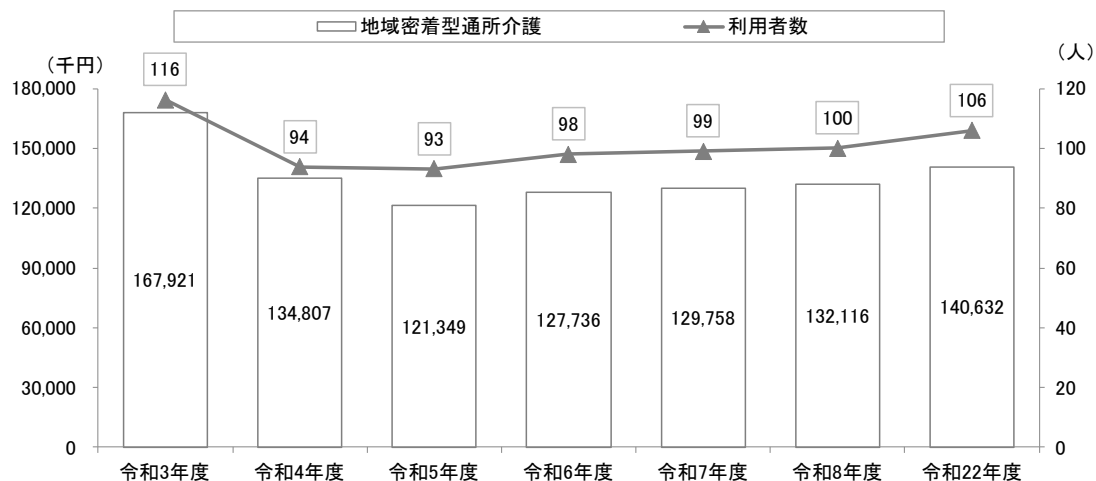 地域密着型通所介護 利用者数
（千円） （人）
116 94 93 98 99 100 106
180,000 120
150,000 100
120,000 80
90,000 60
60,000 40
30,000 20
0 0
167,921 134,807 121,349 127,736 129,758 132,116 140,632
令和3年度 令和4年度 令和5年度 令和6年度 令和7年度 令和8年度 令和22年度